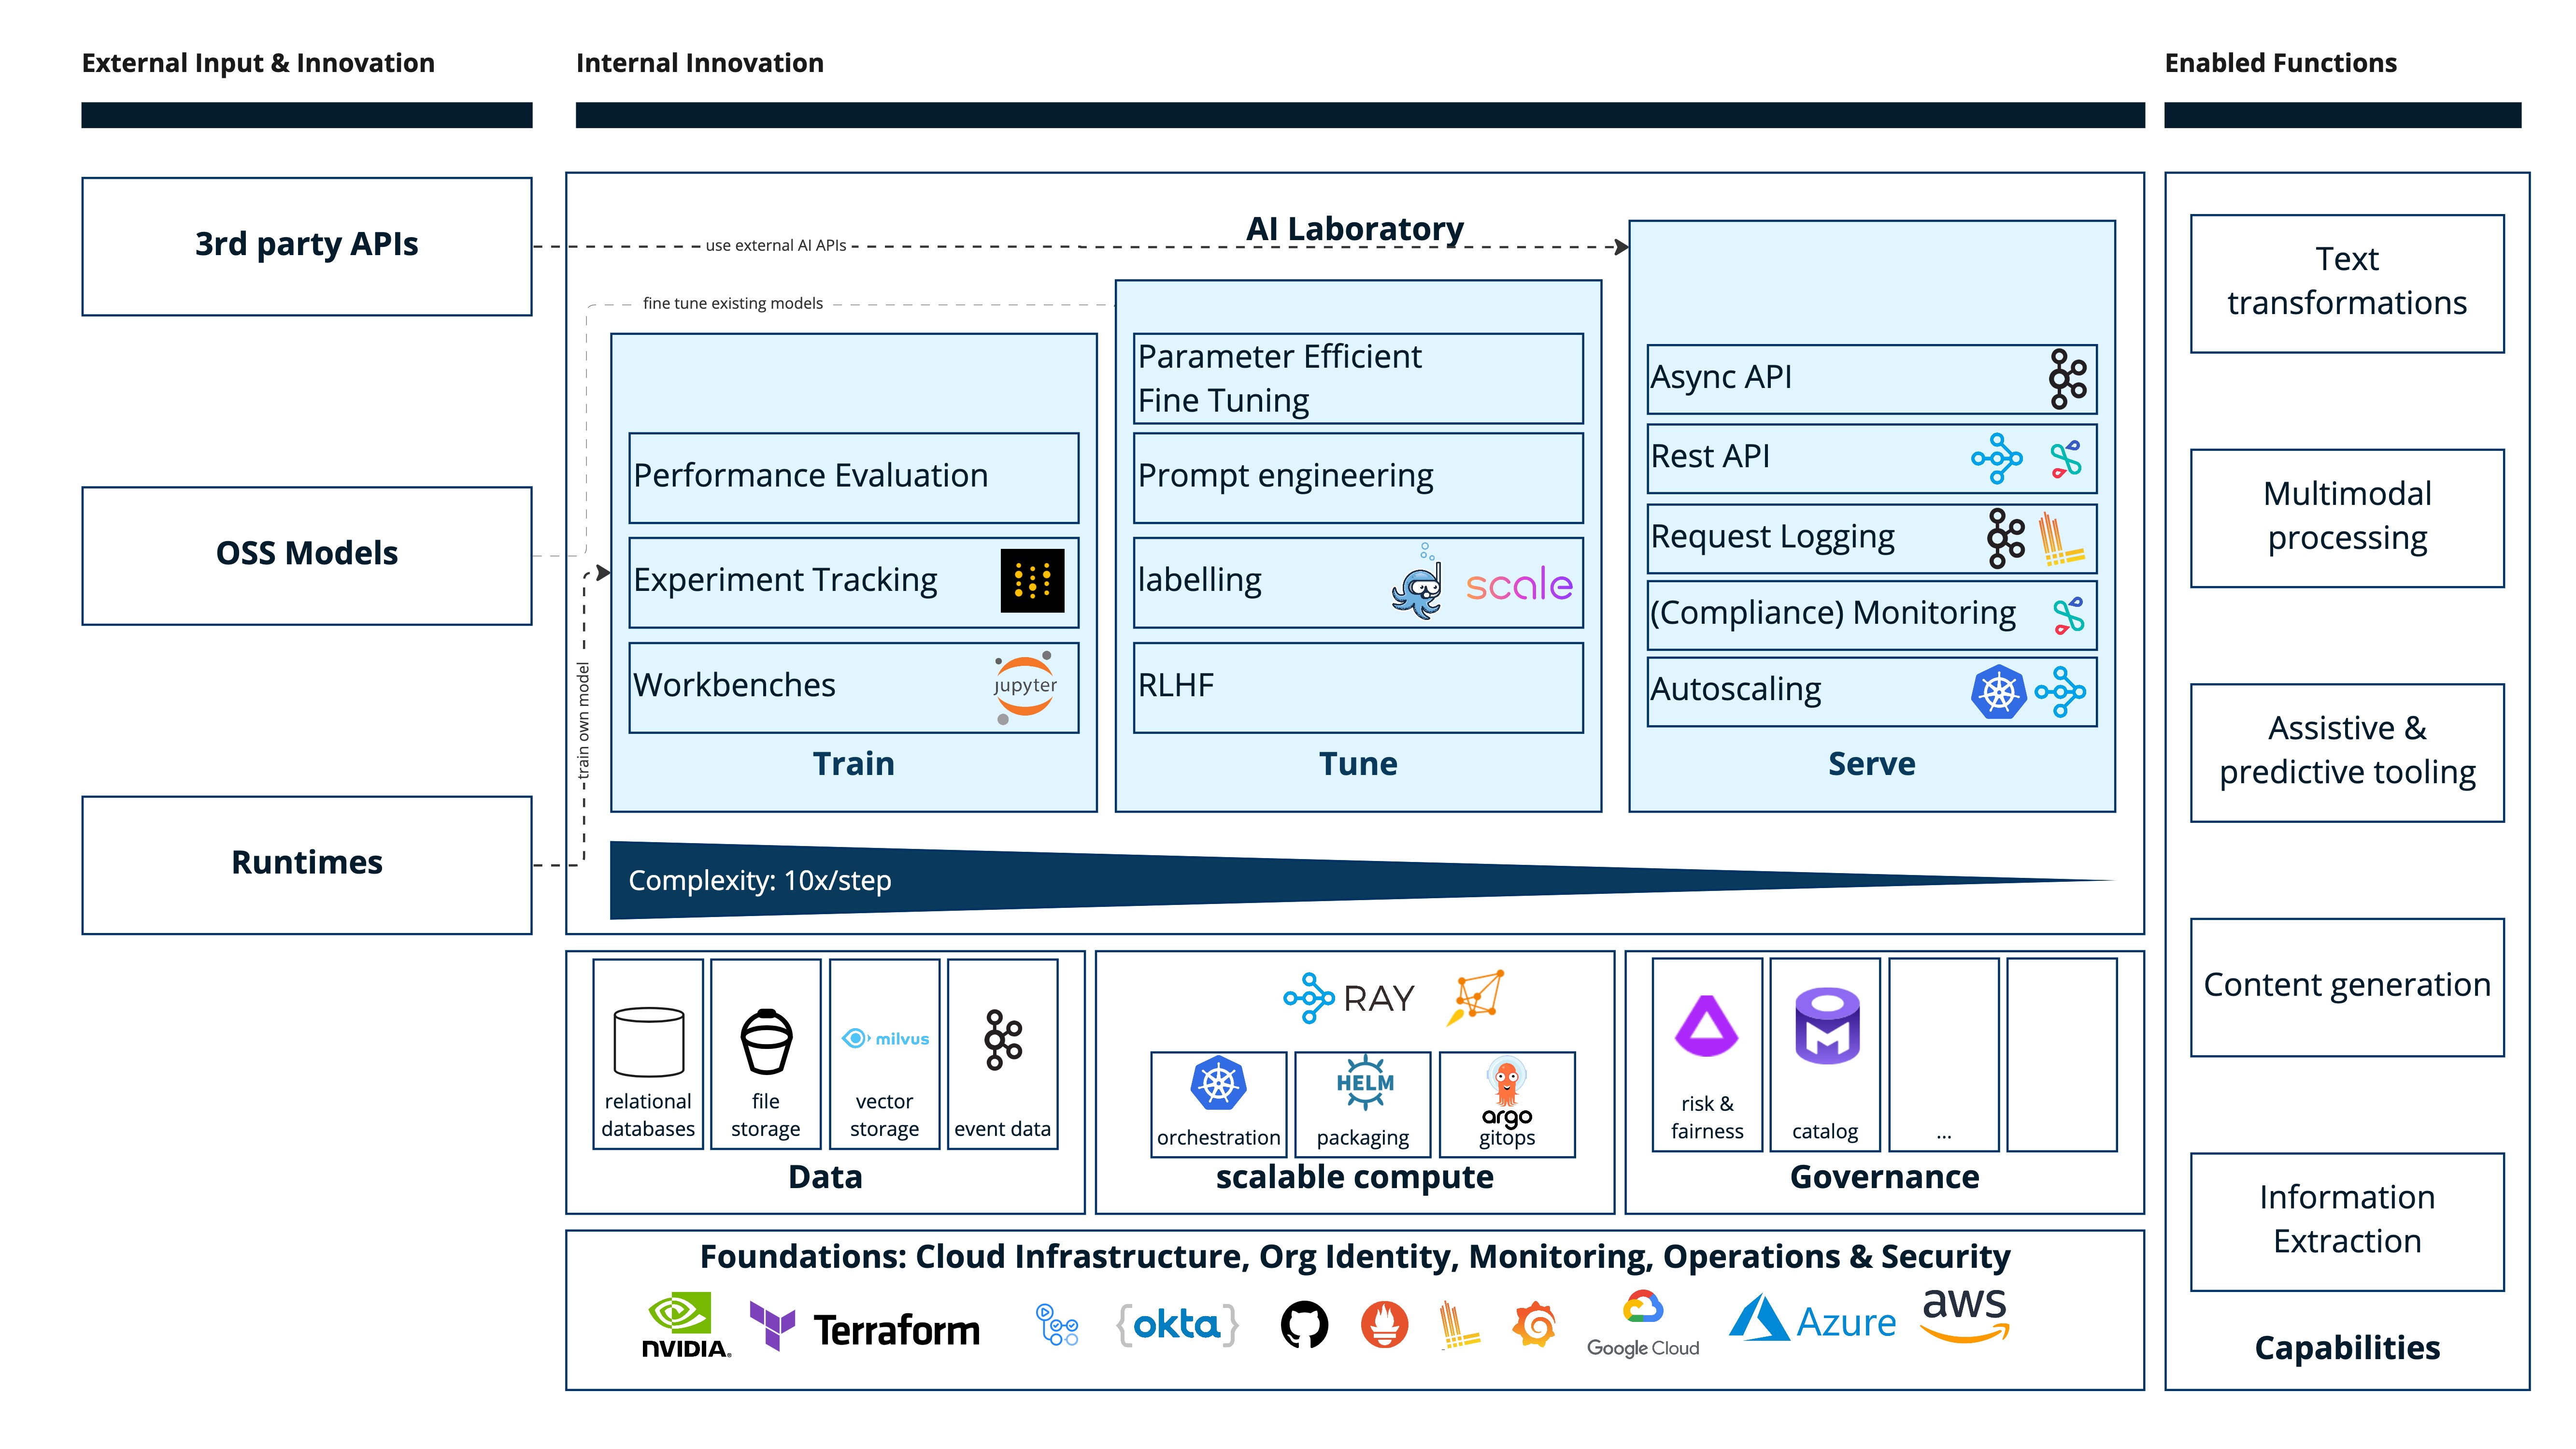 External Input & Innovation
Internal Innovation
Enabled Functions
3rd party APIs
OSS Models
Runtimes
AI Laboratory
use external AI APIs
fine tune existing models
train own model
Performance Evaluation
Experiment Tracking
Workbenches
jupyter
Train
Parameter Efficient
Fine Tuning
Prompt engineering
labelling
scale
RLHF
Tune
Async API
Rest API
Request Logging
(Compliance) Monitoring
Autoscaling
Serve
Complexity: 10x/step
relational
databases
file
storage
milvus
vector
storage
event data
Data
RAY
orchestration
HELM
packaging
argo
gitops
scalable compute
risk &
fairness
M
catalog
...
Governance
Foundations: Cloud Infrastructure, Org Identity, Monitoring, Operations & Security
NVIDIA®
Terraform
{okta}
Google Cloud
Azure
aws
Text
transformations
Multimodal
processing
Assistive &
predictive tooling
Content generation
Information
Extraction
Capabilities